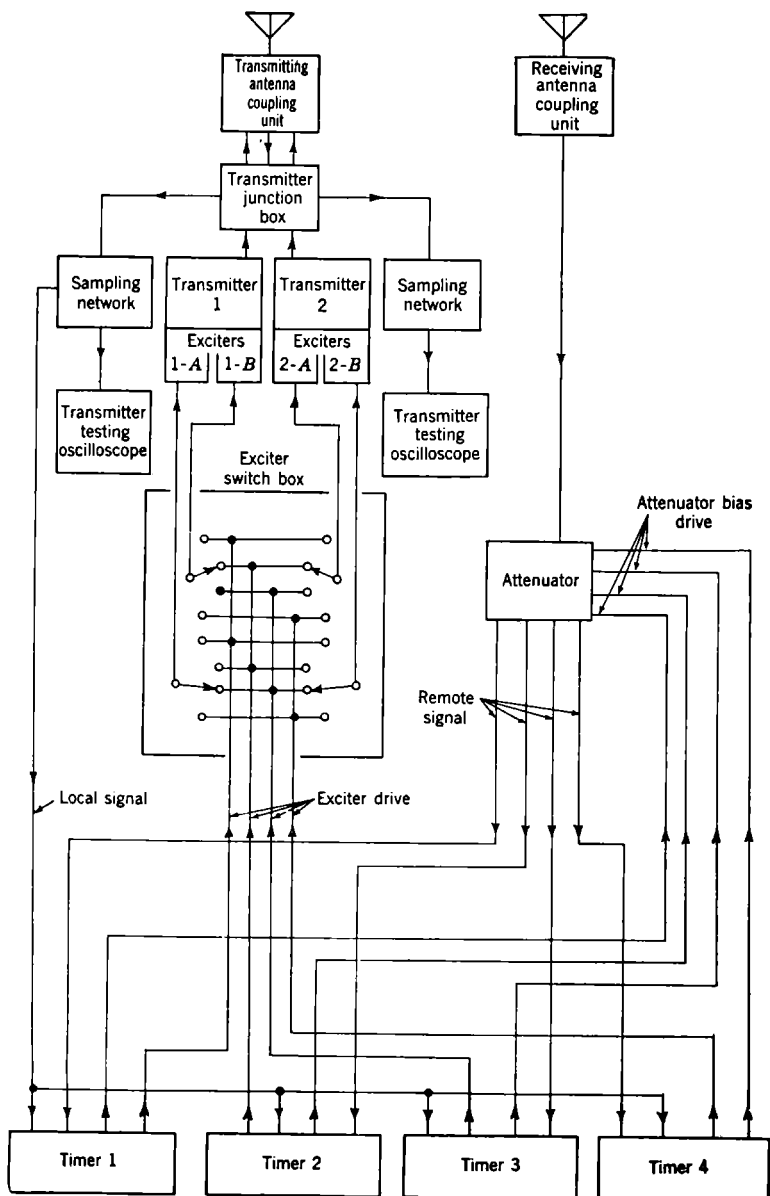 Transmitting
antenna
coupling
unit
Receiving
antenna
coupling
unit
Transmitter
junction
box
Sampling
network
Transmitter
1
Transmitter
2
Sampling
network
Exciters
1-A 1-B
Exciters
2-A 2-B
Transmitter
testing
oscilloscope
Transmitter
testing
oscilloscope
Exciter
switch box
Attenuator bias
drive
Attenuator
Remote
signal
Local signal
Exciter drive
Timer 1
Timer 2
Timer 3
Timer 4